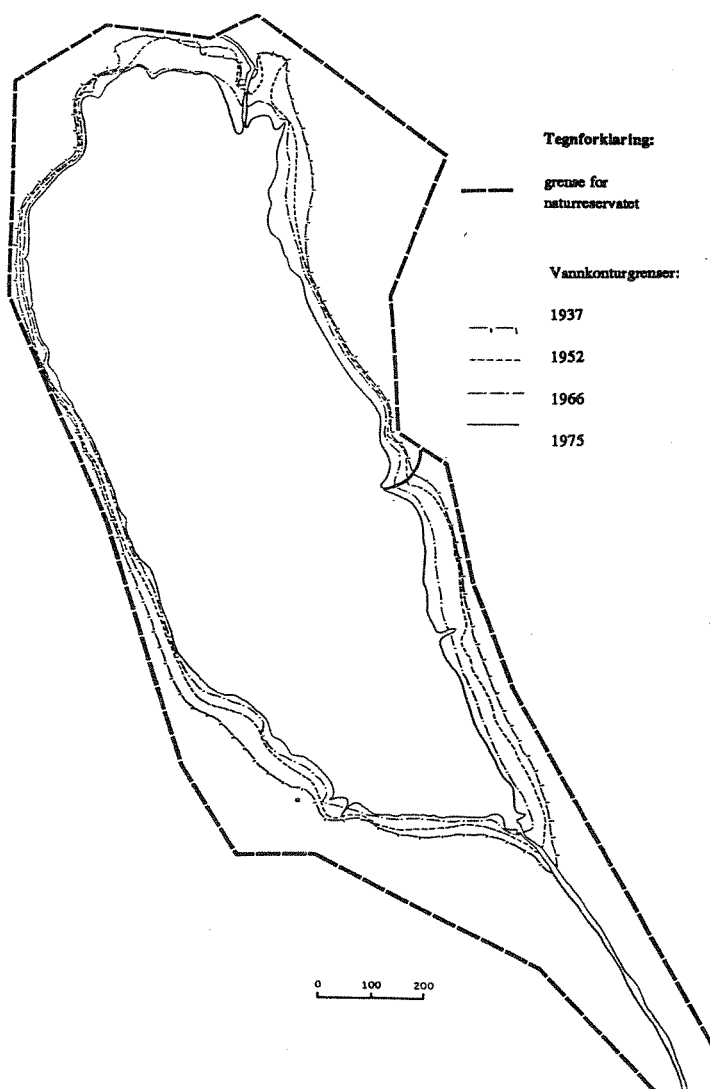 Tegnforklaring:
grense for
naturreservatet
Vannkonturgrenser:
1937
1952
1966
1975
0 100 200